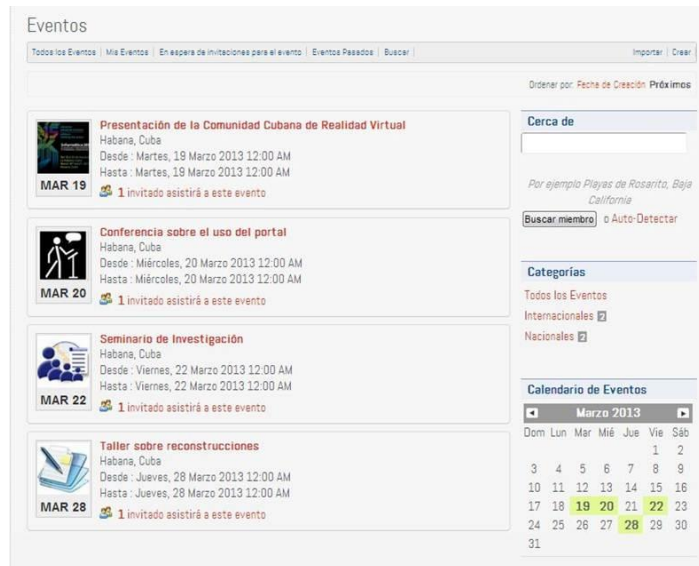 Eventos
Todos los Eventos | Mis Eventos | En espera de invitaciones para el evento | Eventos Pasados | Buscar |
Importar | Crear
Ordenar por: Fecha de Creación Próximos
Presentación de la Comunidad Cubana de Realidad Virtual
Habana, Cuba
Desde : Martes, 19 Marzo 2013 12:00 AM
Hasta : Martes, 19 Marzo 2013 12:00 AM
MAR 19
1 invitado asistirá a este evento
Conferencia sobre el uso del portal
Habana, Cuba
Desde : Miércoles, 20 Marzo 2013 12:00 AM
Hasta : Miércoles, 20 Marzo 2013 12:00 AM
MAR 20
1 invitado asistirá a este evento
Seminario de Investigación
Habana, Cuba
Desde : Viernes, 22 Marzo 2013 12:00 AM
Hasta : Viernes, 22 Marzo 2013 12:00 AM
MAR 22
1 invitado asistirá a este evento
Taller sobre reconstrucciones
Habana, Cuba
Desde : Jueves, 28 Marzo 2013 12:00 AM
Hasta : Jueves, 28 Marzo 2013 12:00 AM
MAR 28
1 invitado asistirá a este evento
Cerca de
Por ejemplo Playas de Rosarito, Baja
California
Buscar miembro o Auto-Detectar
Categorías
Todos los Eventos
Internacionales 2
Nacionales 2
Calendario de Eventos
Marzo 2013
Dom Lun Mar Mié Jue Vie Sáb
1 2
3 4 5 6 7 8 9
10 11 12 13 14 15 16
17 18 19 20 21 22 23
24 25 26 27 28 29 30
31